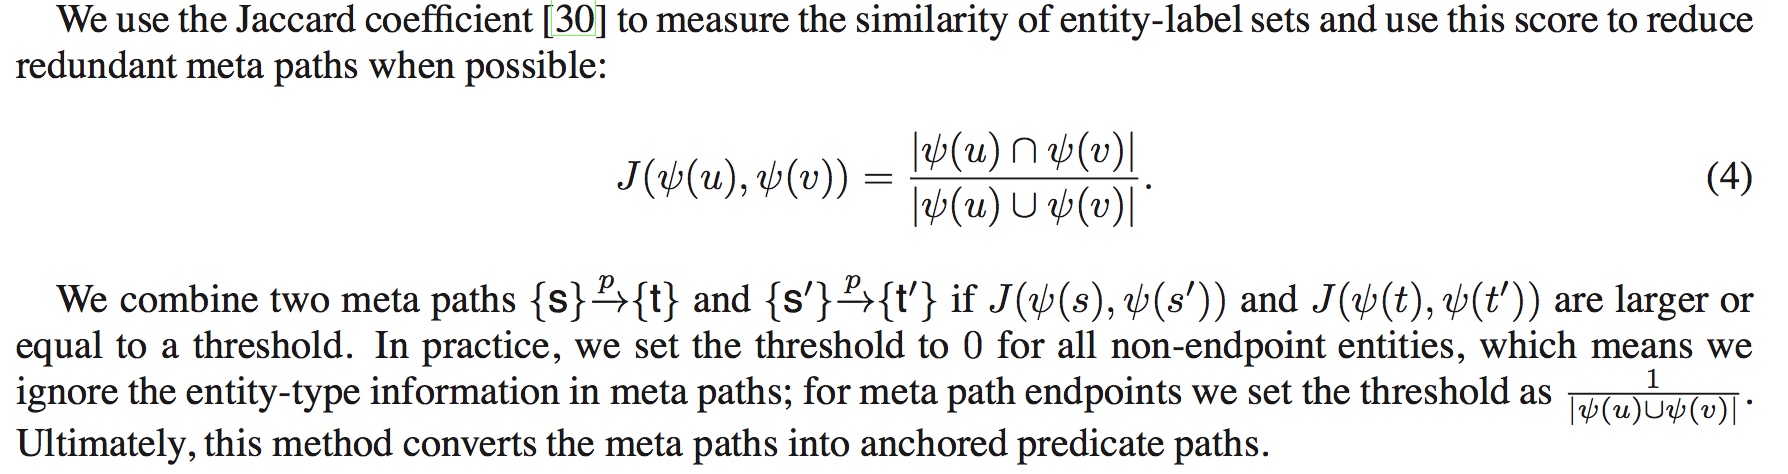 We use the Jaccard coefficient [30] to measure the similarity of entity-label sets and use this score to reduce
redundant meta paths when possible:
J(ψ(u), ψ(v)) = |ψ(u) ∩ ψ(v)| / |ψ(u) ∪ ψ(v)|. (4)
We combine two meta paths {s} →^p {t} and {s′} →^p {t′} if J(ψ(s), ψ(s′)) and J(ψ(t), ψ(t′)) are larger or
equal to a threshold. In practice, we set the threshold to 0 for all non-endpoint entities, which means we
ignore the entity-type information in meta paths; for meta path endpoints we set the threshold as 1 / |ψ(u)∪ψ(v)|.
Ultimately, this method converts the meta paths into anchored predicate paths.